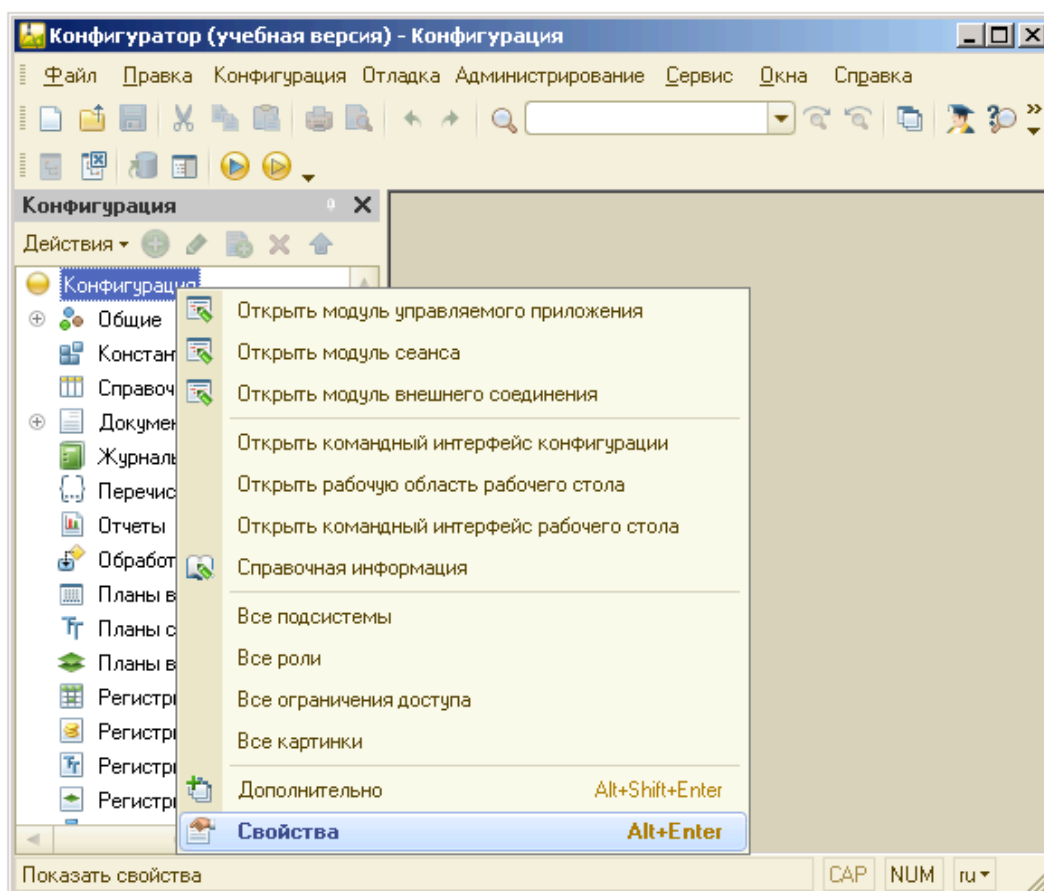 Конфигуратор (учебная версия) - Конфигурация
Файл Правка Конфигурация Отладка Администрирование Сервис Окна Справка
Конфигурация
Действия
Конфигурация
Общие
Констан
Справоч
Докумен
Журналь
Перечис
Отчеты
Обработ
Планы в
Планы с
Планы в
Регистр
Регистр
Регистр
Регистр
Открыть модуль управляемого приложения
Открыть модуль сеанса
Открыть модуль внешнего соединения
Открыть командный интерфейс конфигурации
Открыть рабочую область рабочего стола
Открыть командный интерфейс рабочего стола
Справочная информация
Все подсистемы
Все роли
Все ограничения доступа
Все картинки
Дополнительно Alt+Shift+Enter
Свойства Alt+Enter
Показать свойства CAP NUM ru